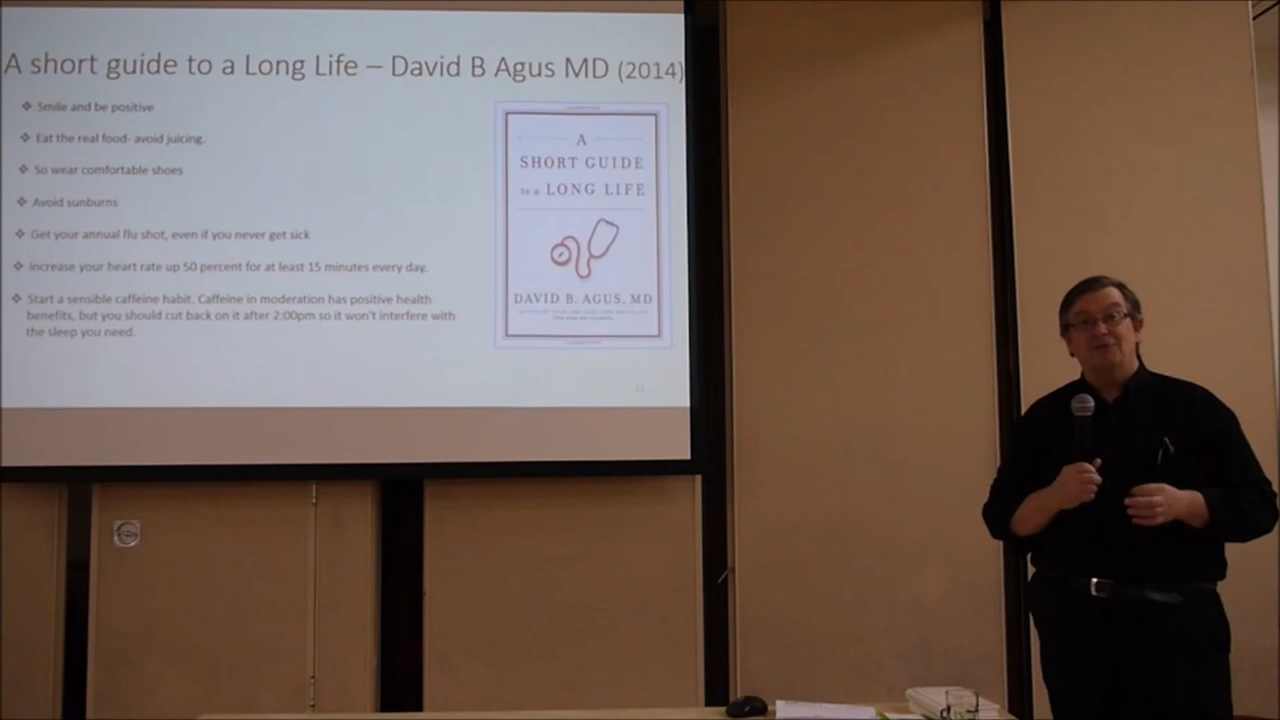 A short guide to a Long Life – David B Agus MD (2014)
❖ Smile and be positive
❖ Eat the real food- avoid juicing.
❖ So wear comfortable shoes
❖ Avoid sunburns
❖ Get your annual flu shot, even if you never get sick
❖ Increase your heart rate up 50 percent for at least 15 minutes every day.
❖ Start a sensible caffeine habit. Caffeine in moderation has positive health
benefits, but you should cut back on it after 2:00pm so it won't interfere with
the sleep you need.
A
SHORT GUIDE
to a LONG LIFE
DAVID B. AGUS, MD